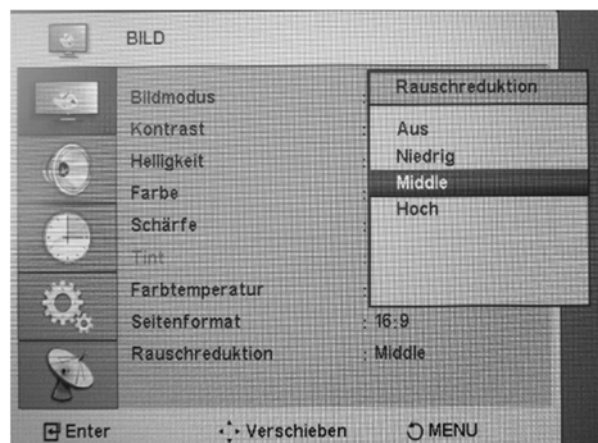 BILD
Bildmodus :
Kontrast :
Helligkeit :
Farbe :
Schärfe :
Tint :
Farbtemperatur :
Seitenformat : 16:9
Rauschreduktion : Middle
Rauschreduktion
Aus
Niedrig
Middle
Hoch
Enter Verschieben MENU